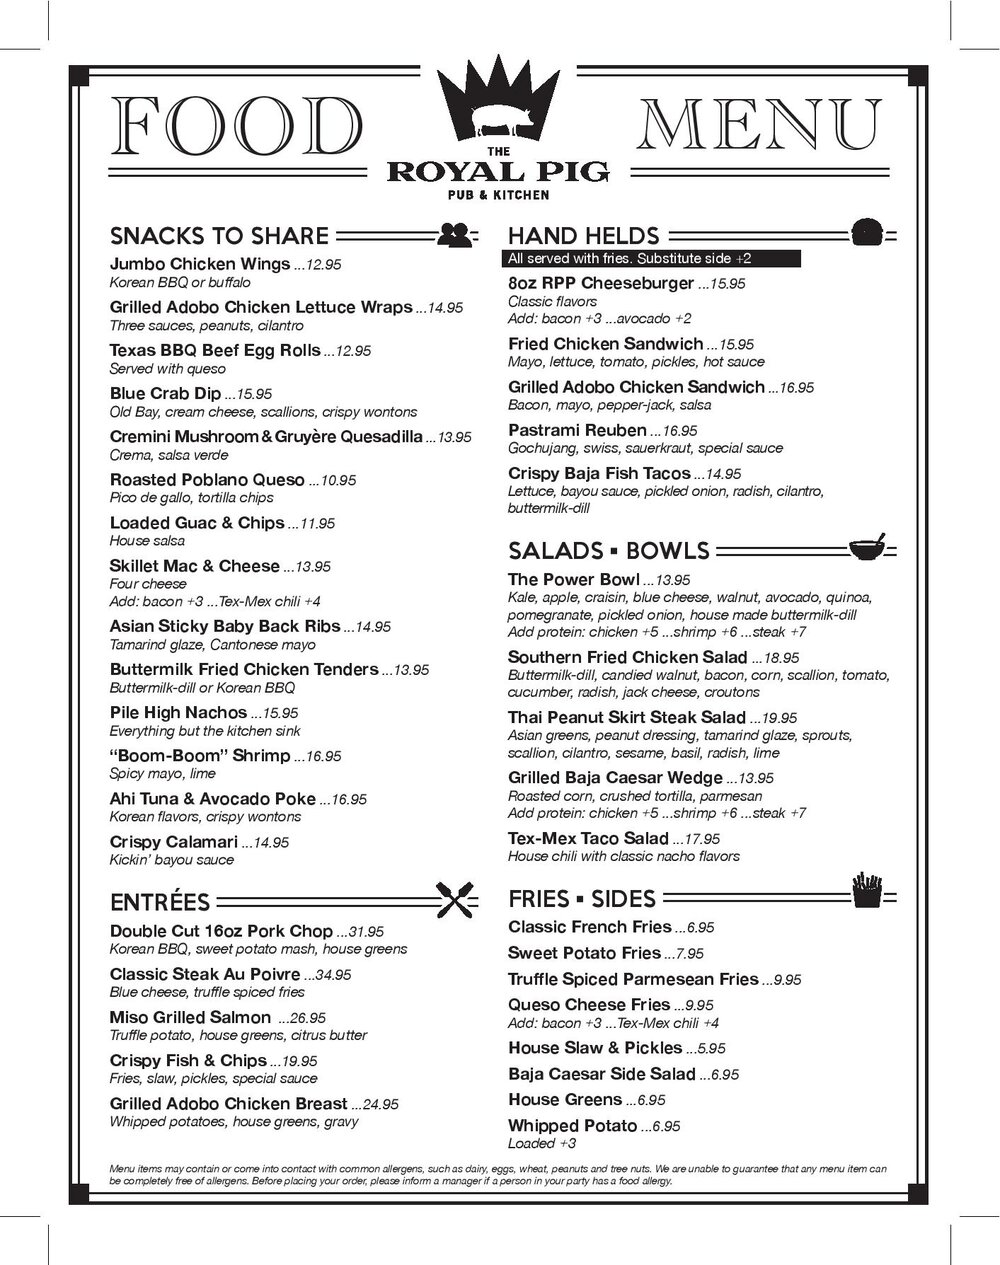 FOOD
THE
ROYAL PIG
PUB & KITCHEN
MENU
SNACKS TO SHARE
Jumbo Chicken Wings ...12.95
Korean BBQ or buffalo
Grilled Adobo Chicken Lettuce Wraps ...14.95
Three sauces, peanuts, cilantro
Texas BBQ Beef Egg Rolls ...12.95
Served with queso
Blue Crab Dip ...15.95
Old Bay, cream cheese, scallions, crispy wontons
Cremini Mushroom & Gruyère Quesadilla ...13.95
Crema, salsa verde
Roasted Poblano Queso ...10.95
Pico de gallo, tortilla chips
Loaded Guac & Chips ...11.95
House salsa
Skillet Mac & Cheese ...13.95
Four cheese
Add: bacon +3 ...Tex-Mex chili +4
Asian Sticky Baby Back Ribs ...14.95
Tamarind glaze, Cantonese mayo
Buttermilk Fried Chicken Tenders ...13.95
Buttermilk-dill or Korean BBQ
Pile High Nachos ...15.95
Everything but the kitchen sink
“Boom-Boom” Shrimp ...16.95
Spicy mayo, lime
Ahi Tuna & Avocado Poke ...16.95
Korean flavors, crispy wontons
Crispy Calamari ...14.95
Kickin’ bayou sauce
ENTRÉES
Double Cut 16oz Pork Chop ...31.95
Korean BBQ, sweet potato mash, house greens
Classic Steak Au Poivre ...34.95
Blue cheese, truffle spiced fries
Miso Grilled Salmon ...26.95
Truffle potato, house greens, citrus butter
Crispy Fish & Chips ...19.95
Fries, slaw, pickles, special sauce
Grilled Adobo Chicken Breast ...24.95
Whipped potatoes, house greens, gravy
HAND HELDS
All served with fries. Substitute side +2
8oz RPP Cheeseburger ...15.95
Classic flavors
Add: bacon +3 ...avocado +2
Fried Chicken Sandwich ...15.95
Mayo, lettuce, tomato, pickles, hot sauce
Grilled Adobo Chicken Sandwich ...16.95
Bacon, mayo, pepper-jack, salsa
Pastrami Reuben ...16.95
Gochujang, swiss, sauerkraut, special sauce
Crispy Baja Fish Tacos ...14.95
Lettuce, bayou sauce, pickled onion, radish, cilantro,
buttermilk-dill
SALADS ▪ BOWLS
The Power Bowl ...13.95
Kale, apple, craisin, blue cheese, walnut, avocado, quinoa,
pomegranate, pickled onion, house made buttermilk-dill
Add protein: chicken +5 ...shrimp +6 ...steak +7
Southern Fried Chicken Salad ...18.95
Buttermilk-dill, candied walnut, bacon, corn, scallion, tomato,
cucumber, radish, jack cheese, croutons
Thai Peanut Skirt Steak Salad ...19.95
Asian greens, peanut dressing, tamarind glaze, sprouts,
scallion, cilantro, sesame, basil, radish, lime
Grilled Baja Caesar Wedge ...13.95
Roasted corn, crushed tortilla, parmesan
Add protein: chicken +5 ...shrimp +6 ...steak +7
Tex-Mex Taco Salad ...17.95
House chili with classic nacho flavors
FRIES ▪ SIDES
Classic French Fries ...6.95
Sweet Potato Fries ...7.95
Truffle Spiced Parmesean Fries ...9.95
Queso Cheese Fries ...9.95
Add: bacon +3 ...Tex-Mex chili +4
House Slaw & Pickles ...5.95
Baja Caesar Side Salad ...6.95
House Greens ...6.95
Whipped Potato ...6.95
Loaded +3
Menu items may contain or come into contact with common allergens, such as dairy, eggs, wheat, peanuts and tree nuts. We are unable to guarantee that any menu item can
be completely free of allergens. Before placing your order, please inform a manager if a person in your party has a food allergy.